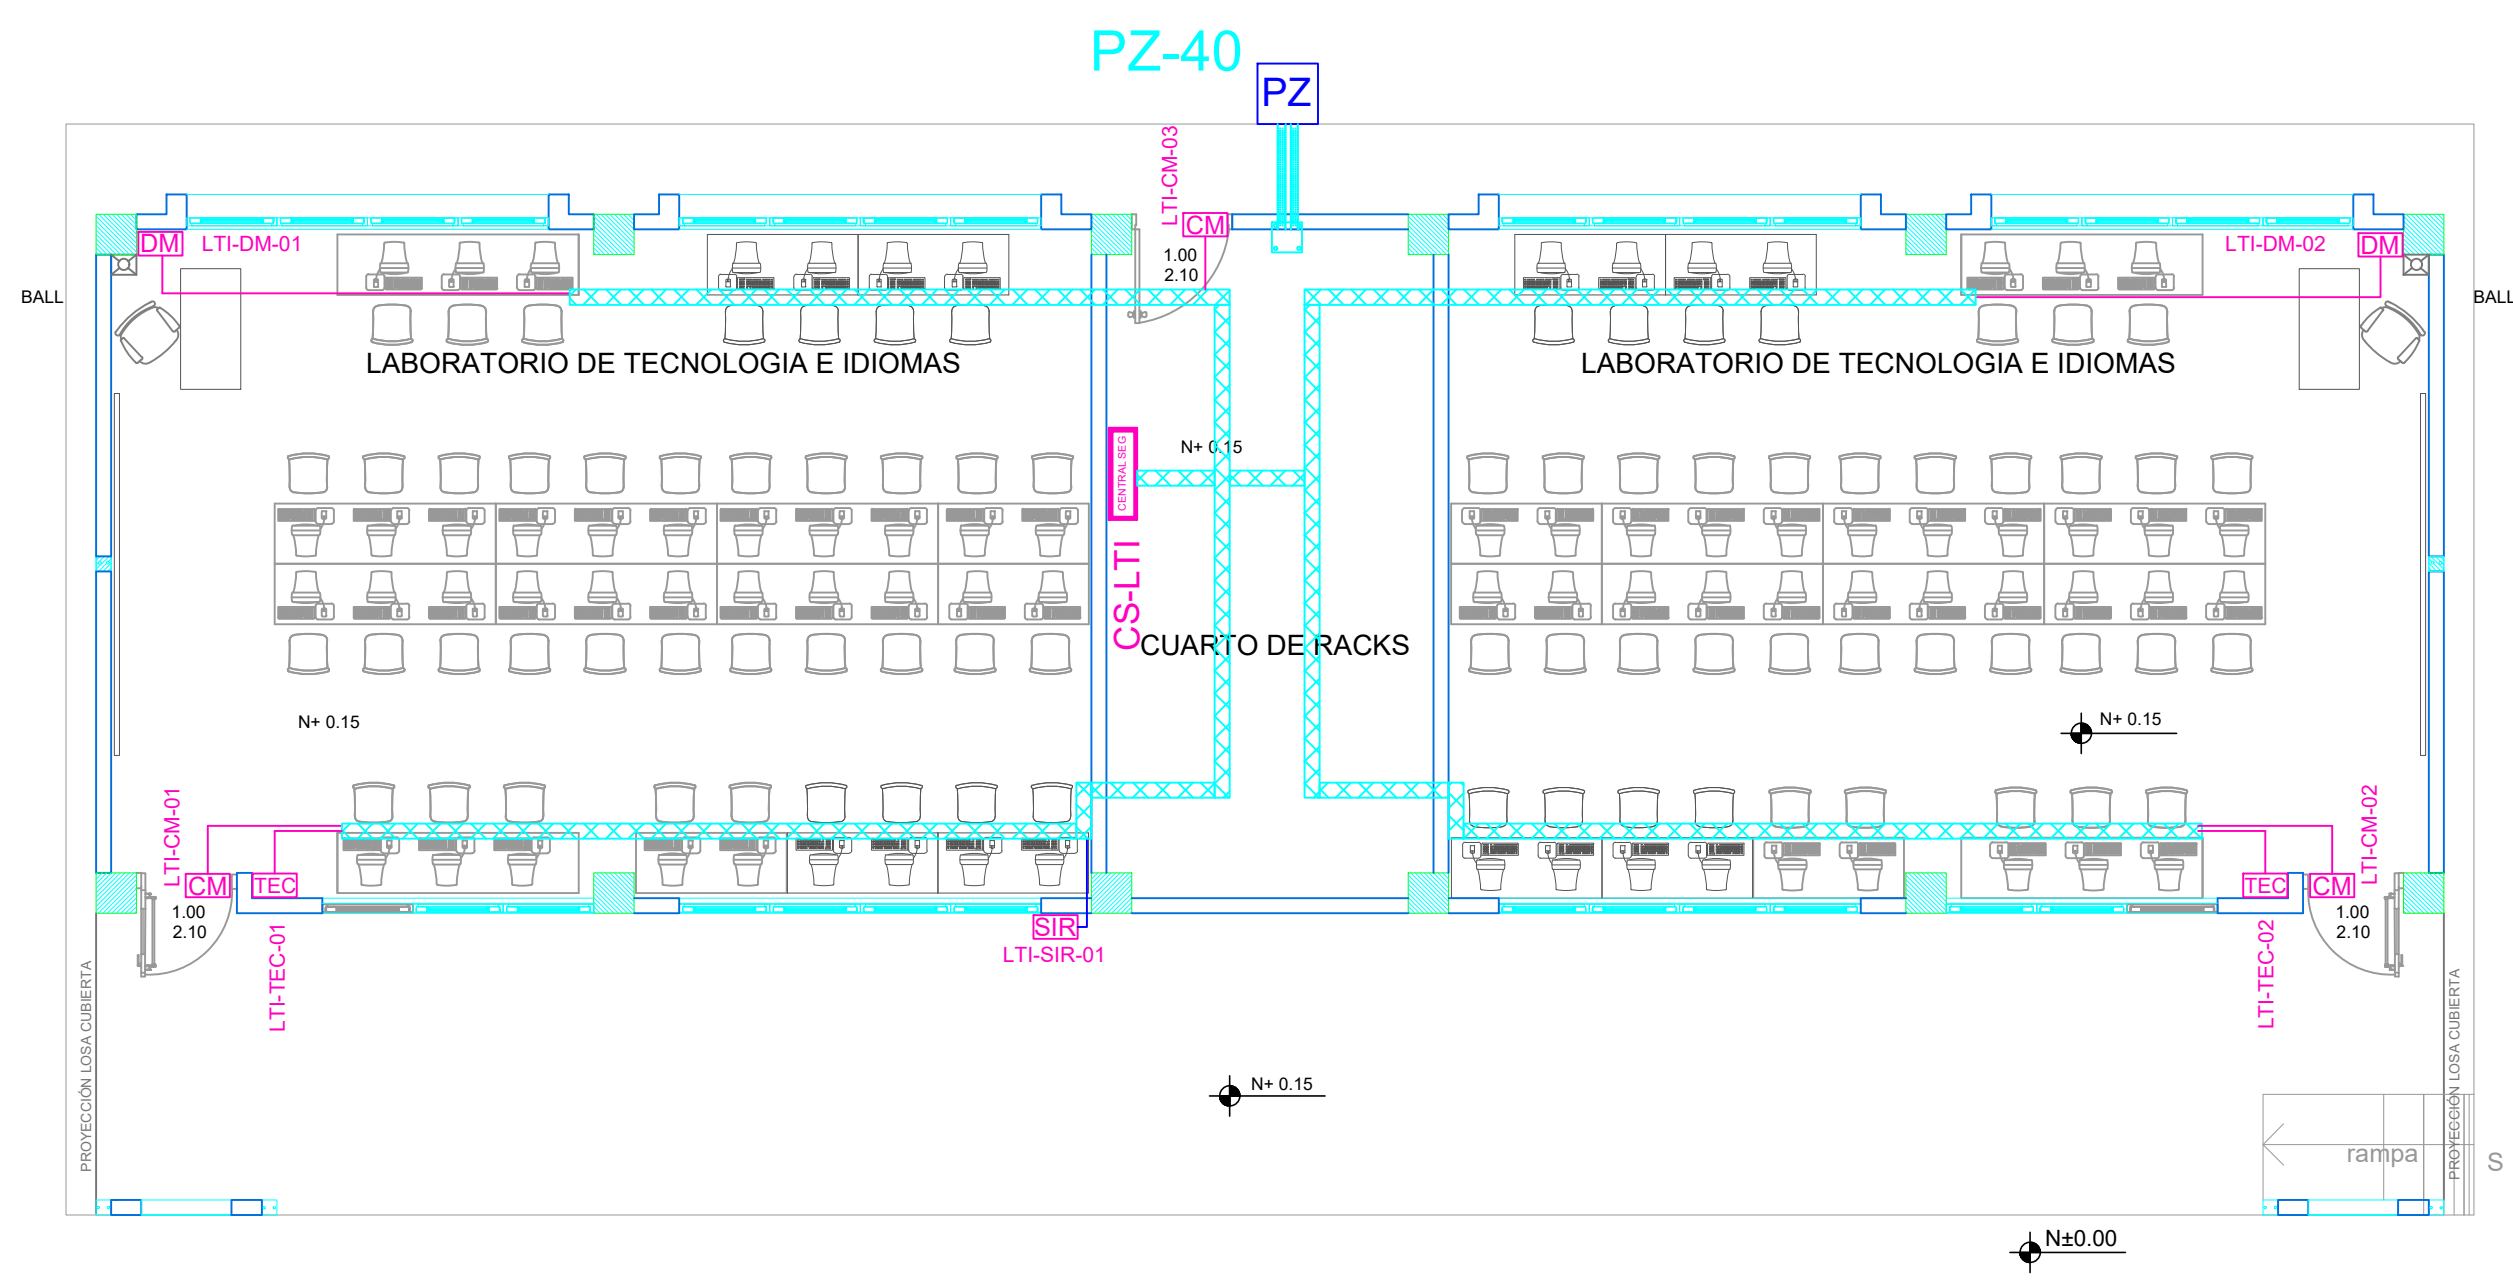 PZ-40
PZ
LTI-CM-03
DM
LTI-DM-01
CM
LTI-DM-02
DM
1.00
2.10
BALL
BALL
LABORATORIO DE TECNOLOGIA E IDIOMAS
LABORATORIO DE TECNOLOGIA E IDIOMAS
CENTRAL SEG
N+ 0.15
CS-LTI
CUARTO DE RACKS
N+ 0.15
N+ 0.15
LTI-CM-01
LTI-CM-02
CM
TEC
TEC
CM
1.00
2.10
1.00
2.10
LTI-TEC-01
SIR
LTI-SIR-01
LTI-TEC-02
PROYECCIÓN LOSA CUBIERTA
PROYECCIÓN LOSA CUBIERTA
N+ 0.15
rampa
S
N±0.00